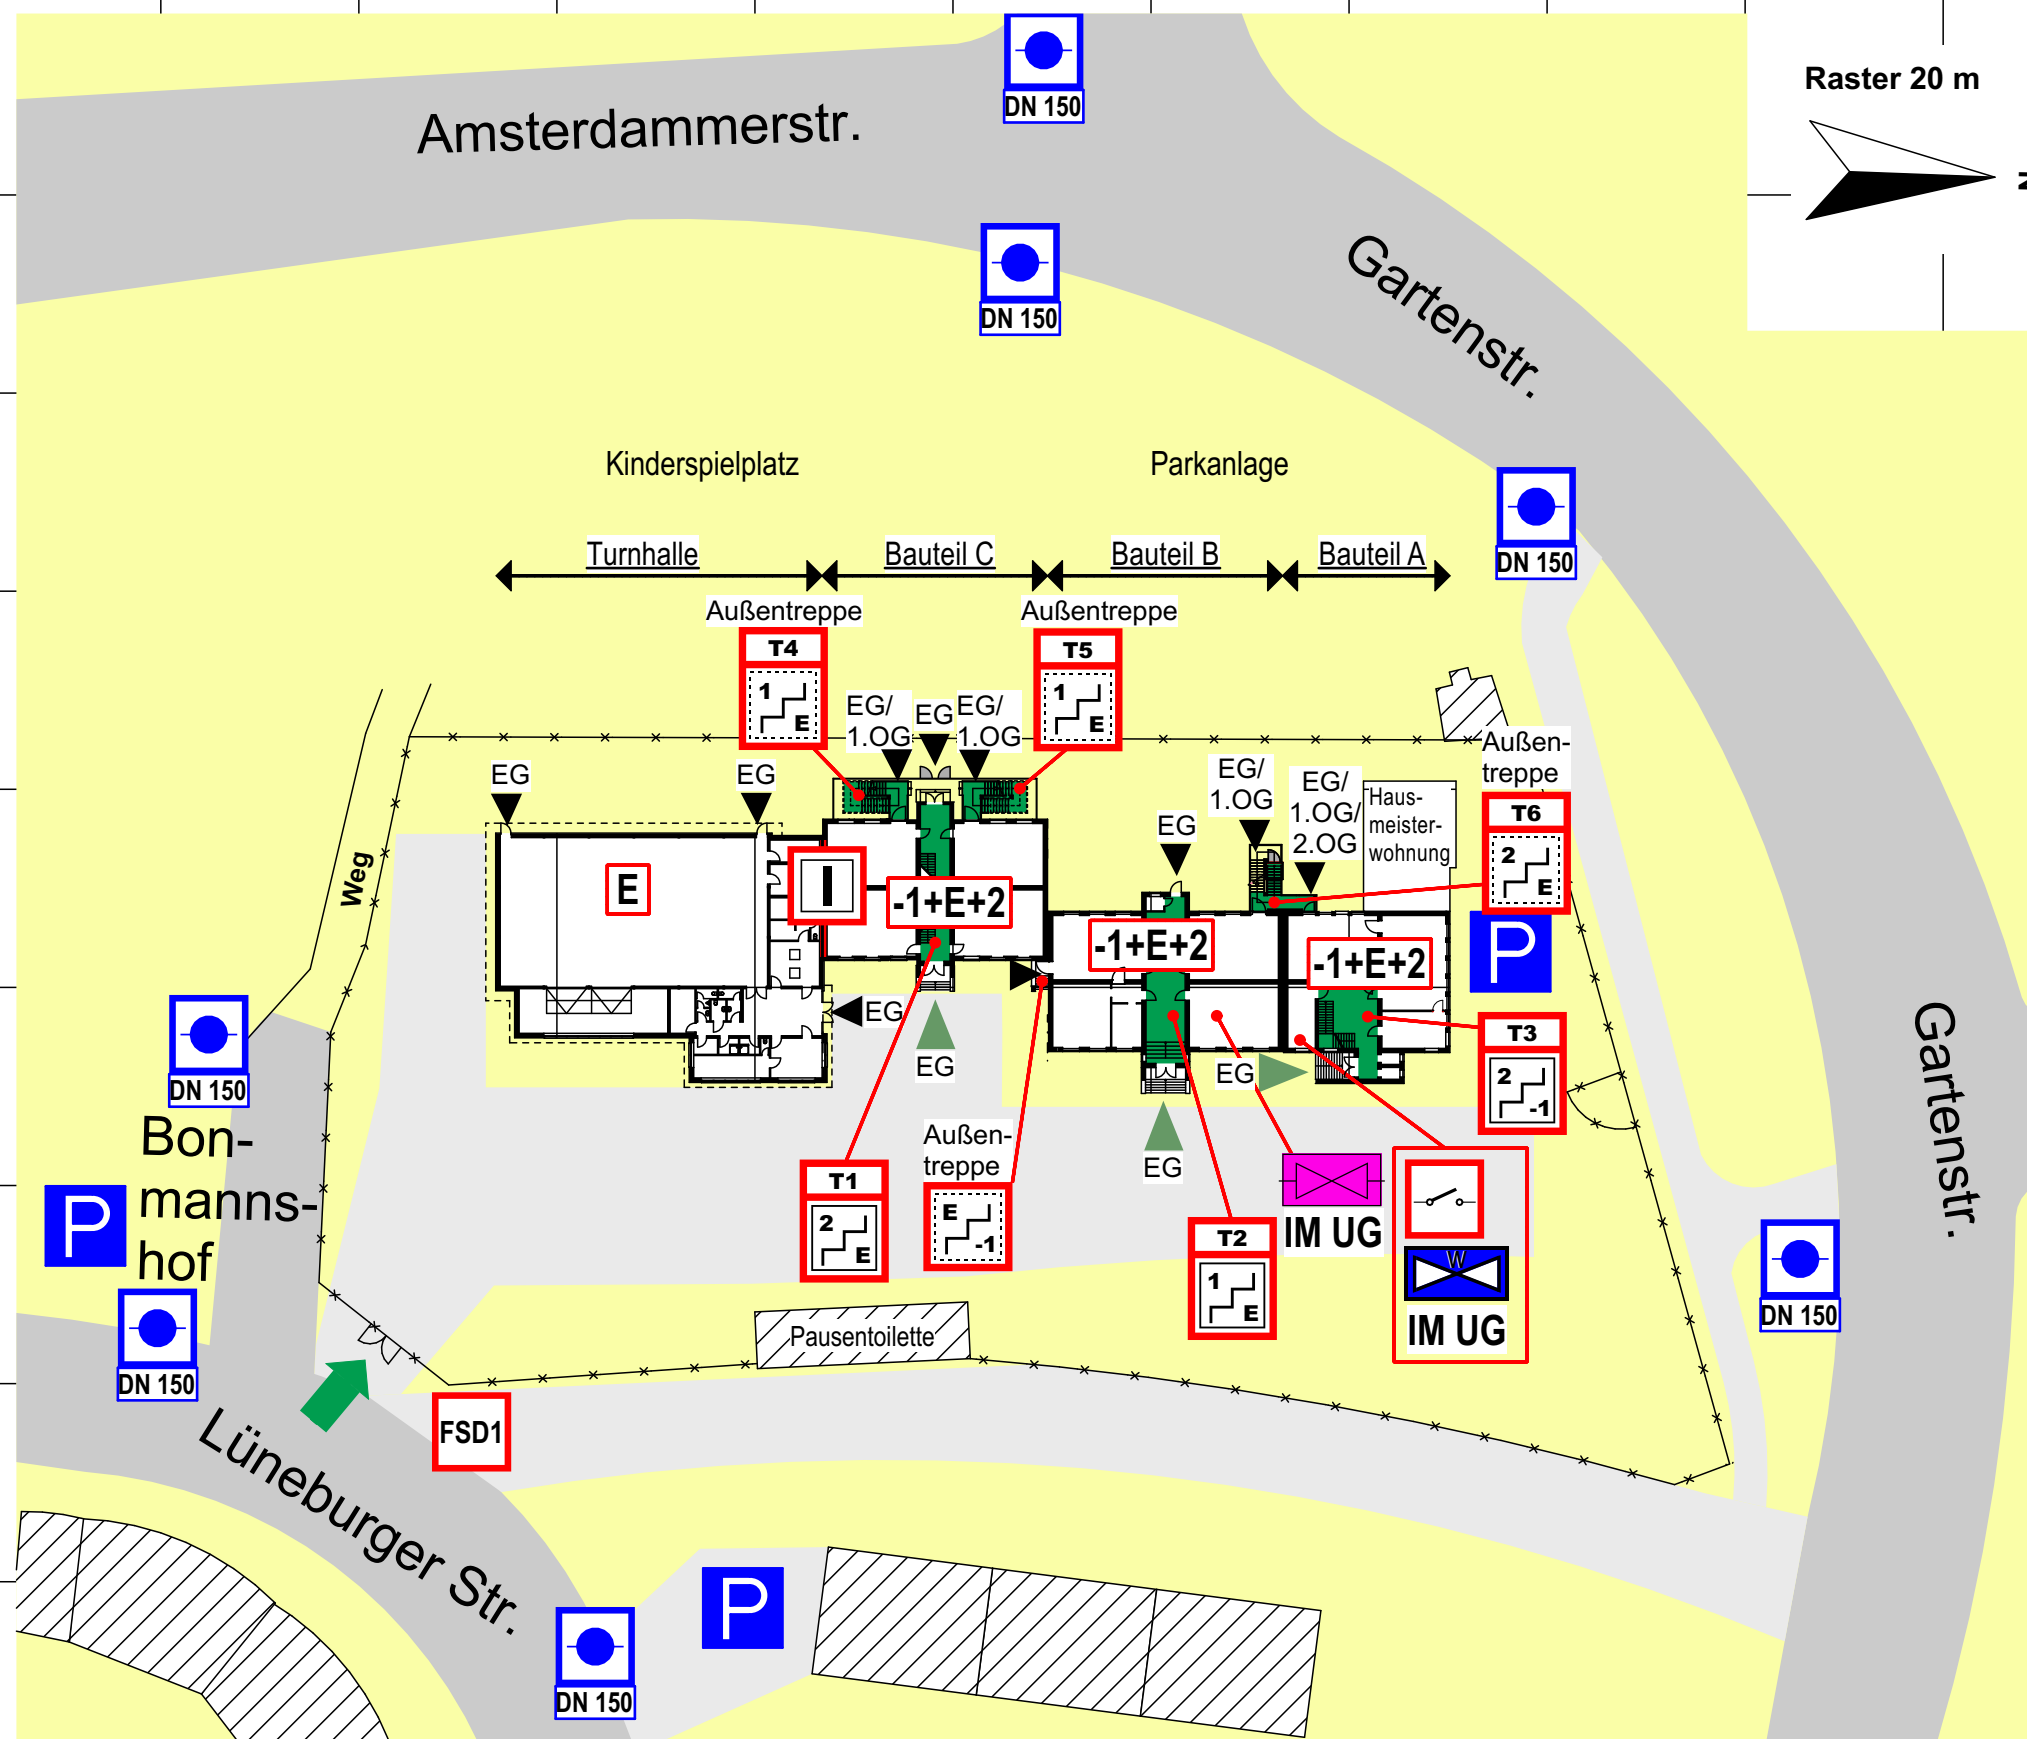 Raster 20 m
N
DN 150
Amsterdammerstr.
DN 150
Gartenstr.
Kinderspielplatz
Parkanlage
DN 150
Turnhalle
Bauteil C
Bauteil B
Bauteil A
Außentreppe
Außentreppe
T4
1
E
T5
1
E
EG/
1.OG
EG
EG/
1.OG
Außen-
treppe
EG
EG
EG/
1.OG
EG/
1.OG/
2.OG
Haus-
meister-
wohnung
T6
2
E
EG
Weg
E
I
-1+E+2
-1+E+2
-1+E+2
P
EG
DN 150
EG
EG
T3
2
-1
Gartenstr.
Bon-
manns-
hof
P
Außen-
treppe
EG
T1
2
E
E
-1
T2
1
E
IM UG
W
IM UG
DN 150
DN 150
Pausentoilette
FSD1
Lüneburger Str.
P
DN 150